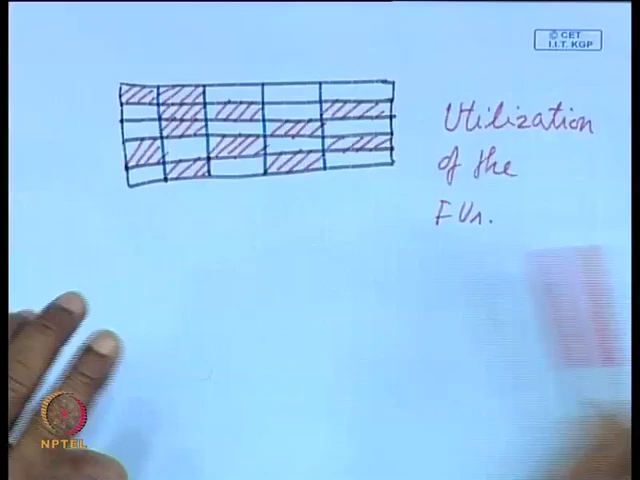 © CET
I.I.T. KGP
Utilization
of the
FUs.
NPTEL